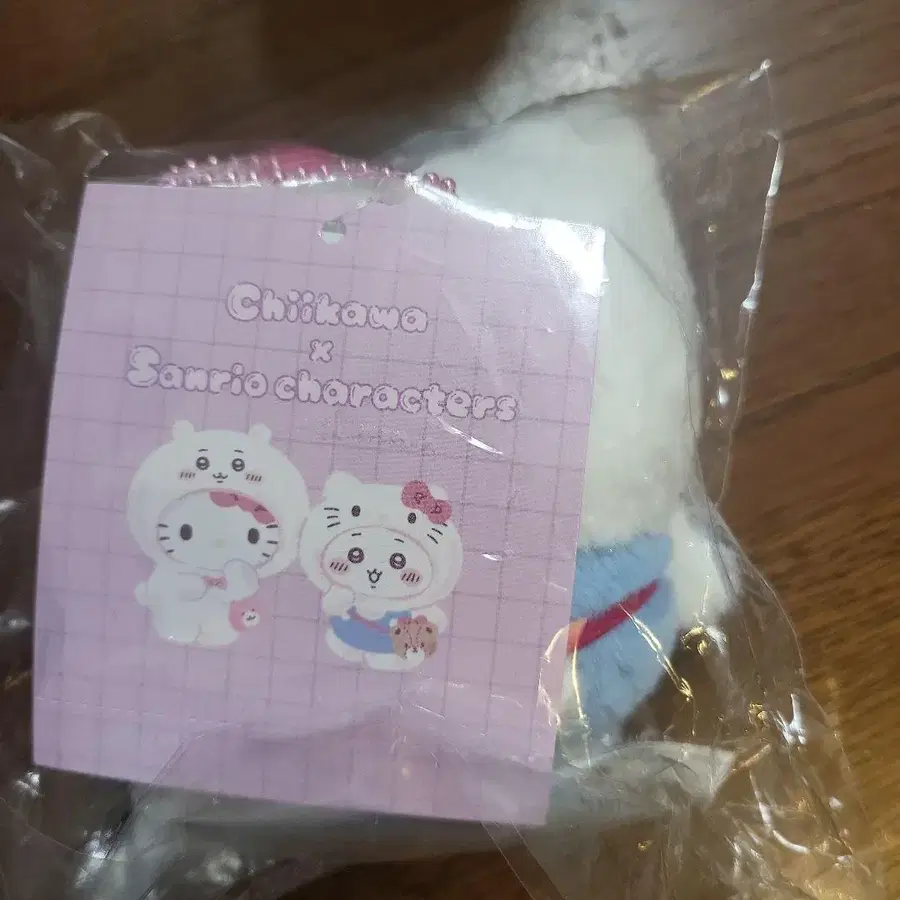 Chiikawa
x
Sanrio characters